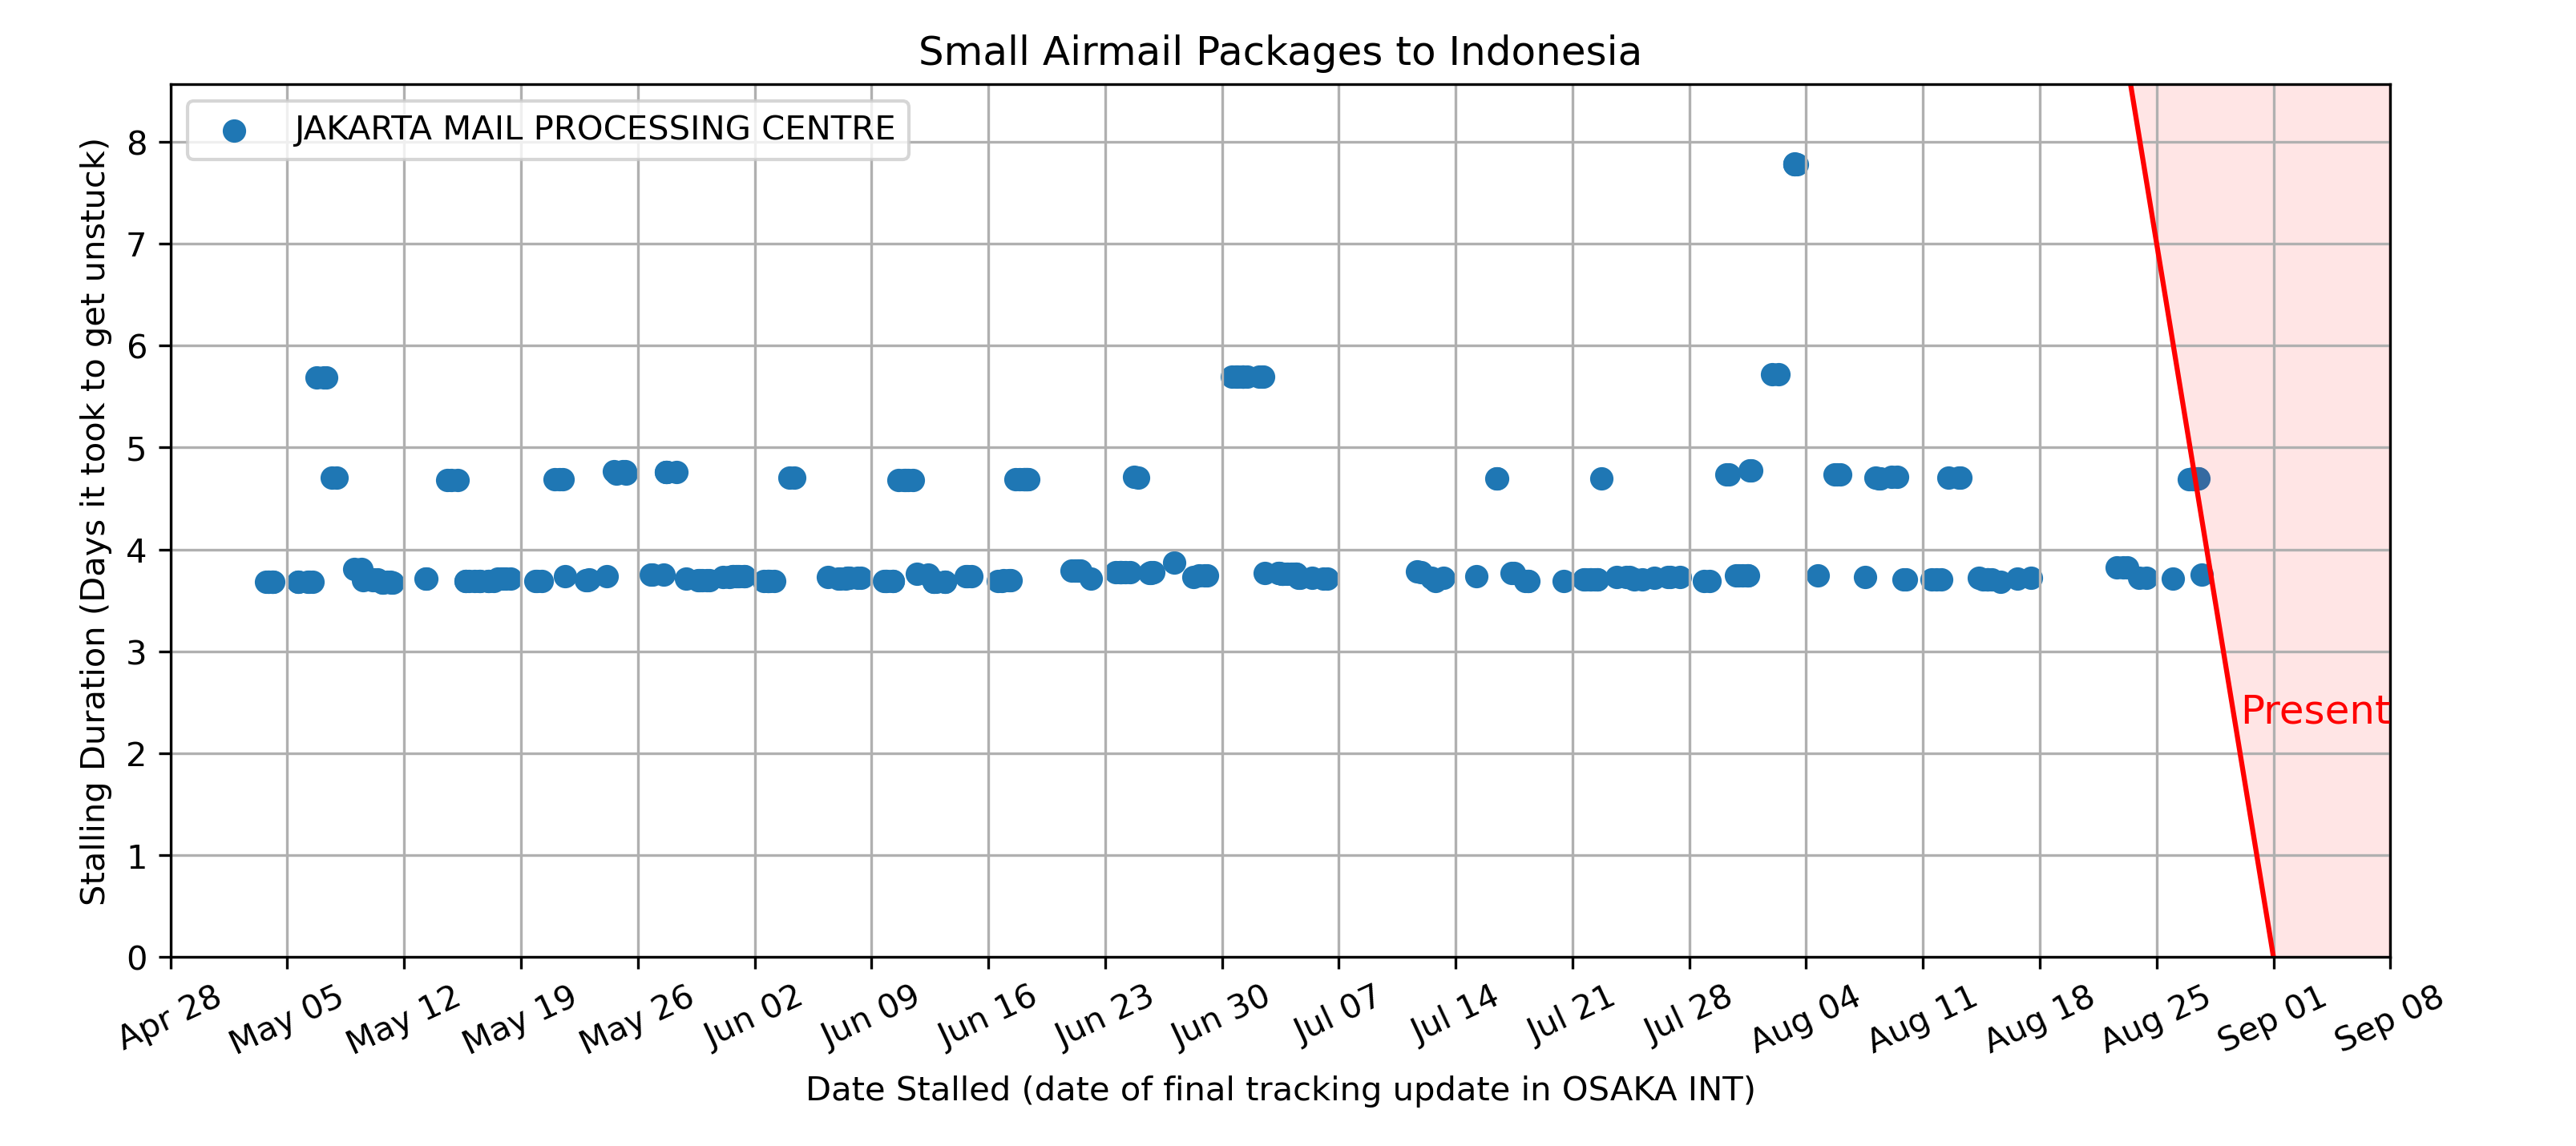 Small Airmail Packages to Indonesia
JAKARTA MAIL PROCESSING CENTRE
Stalling Duration (Days it took to get unstuck)
8
7
6
5
4
3
2
1
0
Present
Apr 28
May 05
May 12
May 19
May 26
Jun 02
Jun 09
Jun 16
Jun 23
Jun 30
Jul 07
Jul 14
Jul 21
Jul 28
Aug 04
Aug 11
Aug 18
Aug 25
Sep 01
Sep 08
Date Stalled (date of final tracking update in OSAKA INT)